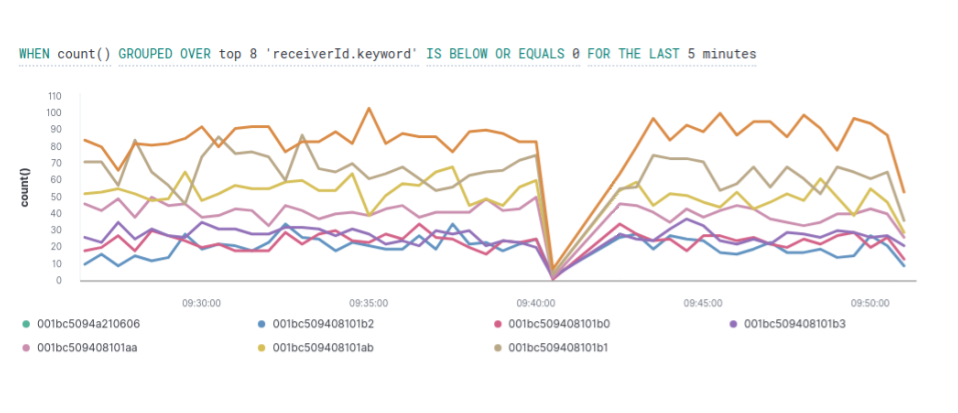 WHEN count() GROUPED OVER top 8 'receiverId.keyword' IS BELOW OR EQUALS 0 FOR THE LAST 5 minutes
110
100
90
80
70
60
50
40
30
20
10
0
count()
09:30:00 09:35:00 09:40:00 09:45:00 09:50:00
001bc5094a210606 001bc509408101b2 001bc509408101b0 001bc509408101b3
001bc509408101aa 001bc509408101ab 001bc509408101b1